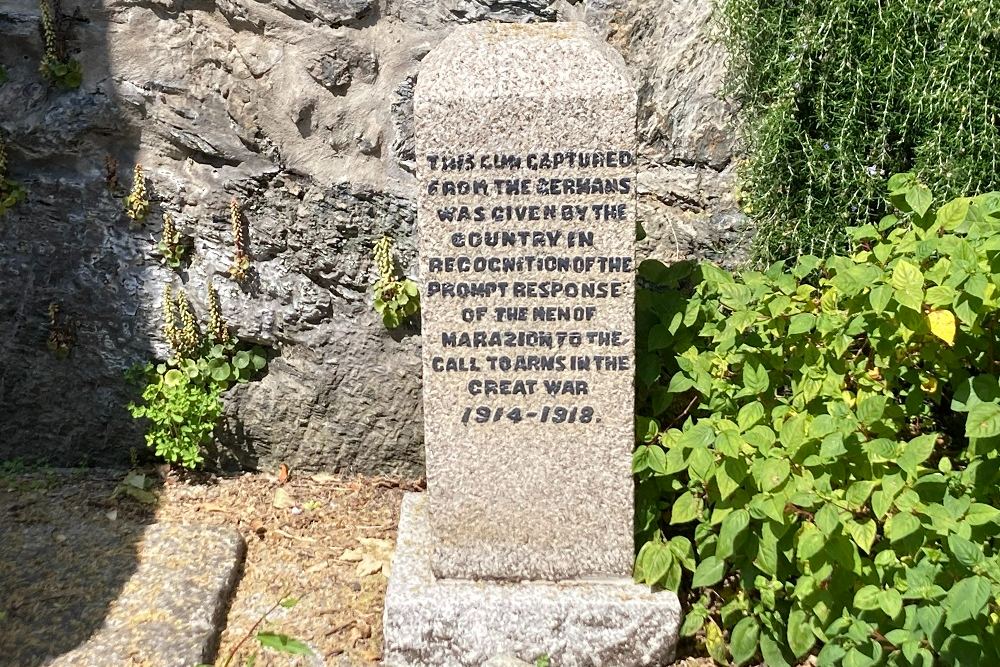 THIS GUN CAPTURED
FROM THE GERMANS
WAS GIVEN BY THE
COUNTRY IN
RECOGNITION OF THE
PROMPT RESPONSE
OF THE MEN OF
MARAZION TO THE
CALL TO ARMS IN THE
GREAT WAR
1914-1918.